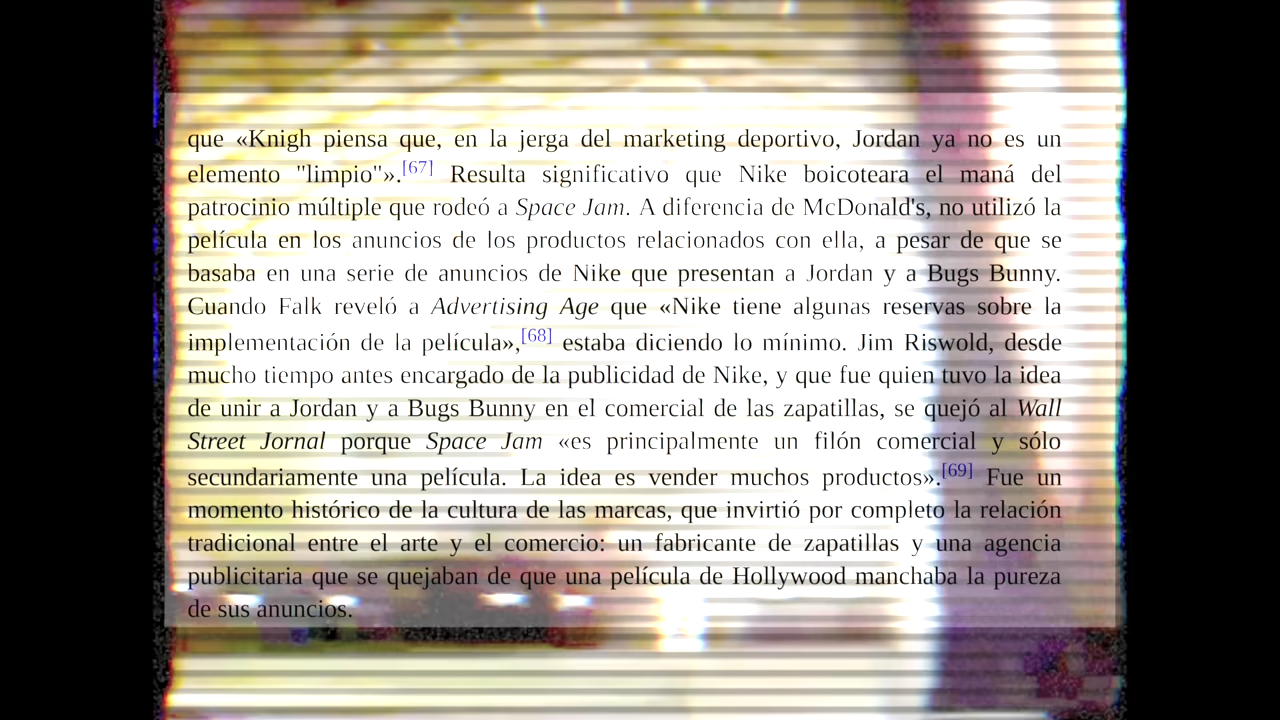 que «Knigh piensa que, en la jerga del marketing deportivo, Jordan ya no es un
elemento "limpio"».[67] Resulta significativo que Nike boicoteara el maná del
patrocinio múltiple que rodeó a Space Jam. A diferencia de McDonald's, no utilizó la
película en los anuncios de los productos relacionados con ella, a pesar de que se
basaba en una serie de anuncios de Nike que presentan a Jordan y a Bugs Bunny.
Cuando Falk reveló a Advertising Age que «Nike tiene algunas reservas sobre la
implementación de la película»,[68] estaba diciendo lo mínimo. Jim Riswold, desde
mucho tiempo antes encargado de la publicidad de Nike, y que fue quien tuvo la idea
de unir a Jordan y a Bugs Bunny en el comercial de las zapatillas, se quejó al Wall
Street Jornal porque Space Jam «es principalmente un filón comercial y sólo
secundariamente una película. La idea es vender muchos productos».[69] Fue un
momento histórico de la cultura de las marcas, que invirtió por completo la relación
tradicional entre el arte y el comercio: un fabricante de zapatillas y una agencia
publicitaria que se quejaban de que una película de Hollywood manchaba la pureza
de sus anuncios.